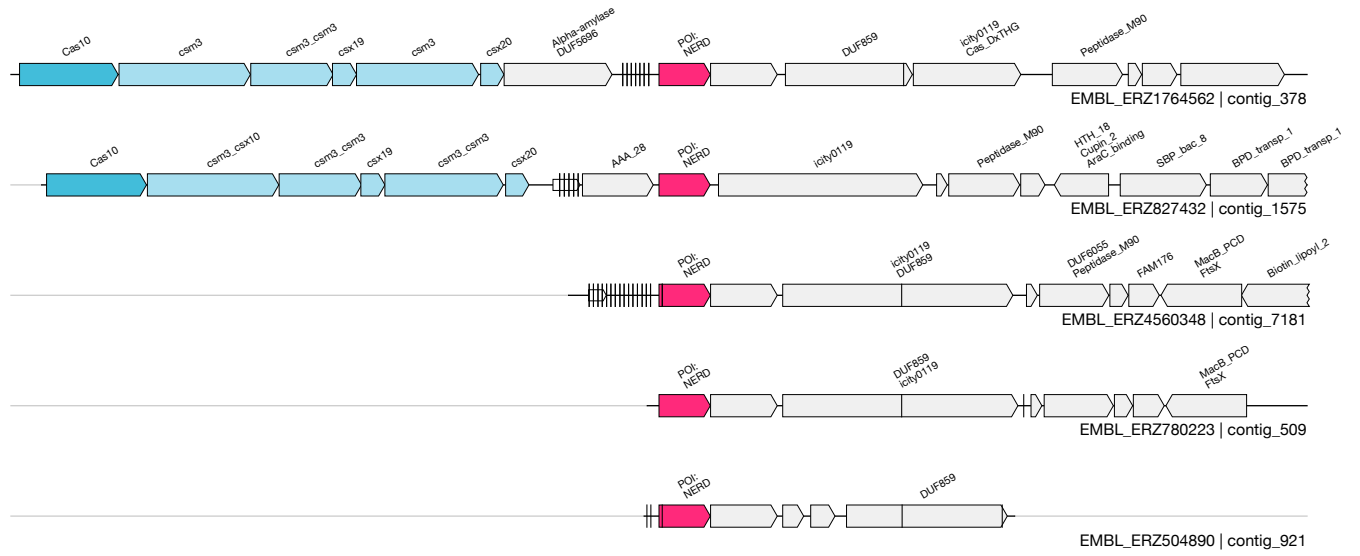 Cas10
csm3
csm3_csm3
csx19
csm3
csx20
Alpha-amylase
DUF5696
POI:
NERD
DUF859
icity0119
Cas_DxTHG
Peptidase_M90
EMBL_ERZ1764562 | contig_378
Cas10
csm3_csx10
csm3_csm3
csx19
csm3_csm3
csx20
AAA_28
POI:
NERD
icity0119
Peptidase_M90
HTH_18
Cupin_2
AraC_binding
SBP_bac_8
BPD_transp_1
BPD_transp_1
EMBL_ERZ827432 | contig_1575
POI:
NERD
icity0119
DUF859
DUF6055
Peptidase_M90
FAM176
MacB_PCD
FtsX
Biotin_lipoyl_2
EMBL_ERZ4560348 | contig_7181
POI:
NERD
DUF859
icity0119
MacB_PCD
FtsX
EMBL_ERZ780223 | contig_509
POI:
NERD
DUF859
EMBL_ERZ504890 | contig_921